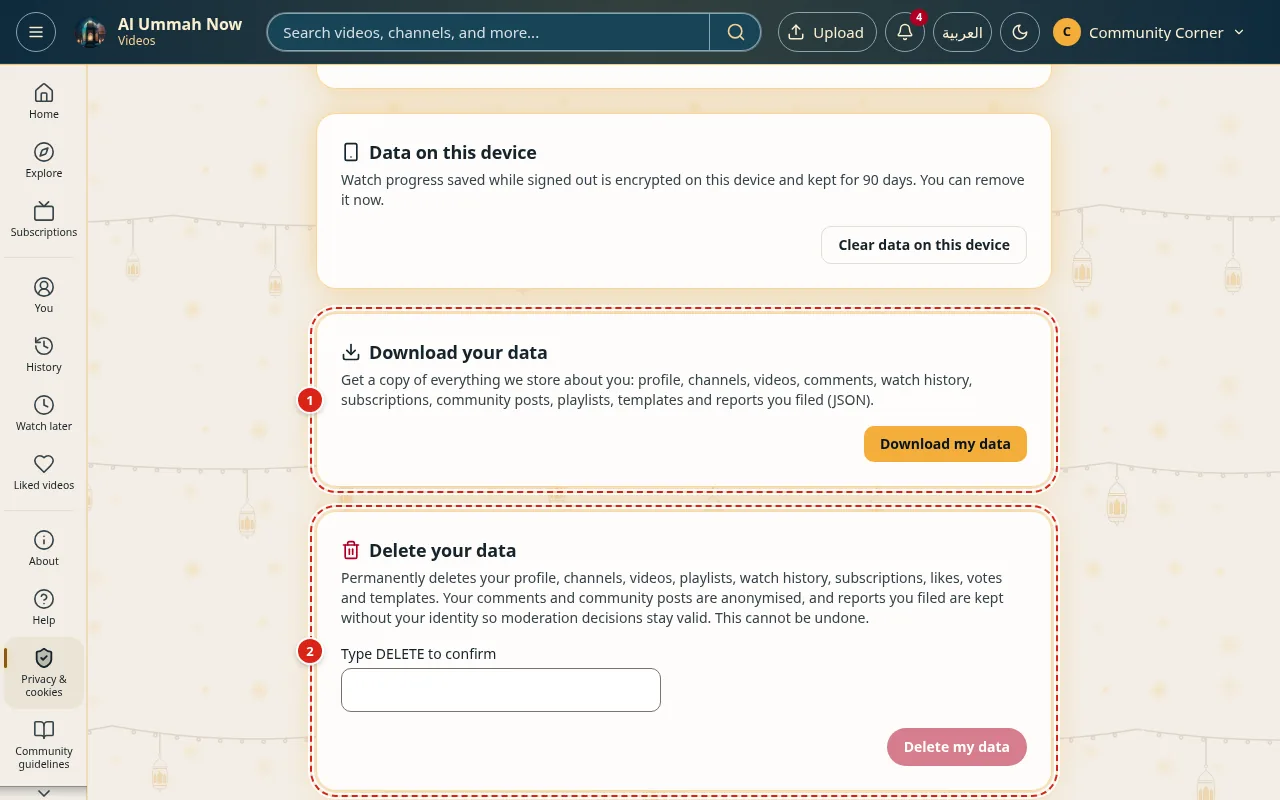 Al Ummah Now
Videos
Search videos, channels, and more...
Upload
4
العربية
C
Community Corner
Home
Explore
Subscriptions
You
History
Watch later
Liked videos
About
Help
Privacy &
cookies
Community
guidelines
Data on this device
Watch progress saved while signed out is encrypted on this device and kept for 90 days. You can remove
it now.
Clear data on this device
1
Download your data
Get a copy of everything we store about you: profile, channels, videos, comments, watch history,
subscriptions, community posts, playlists, templates and reports you filed (JSON).
Download my data
2
Delete your data
Permanently deletes your profile, channels, videos, playlists, watch history, subscriptions, likes, votes
and templates. Your comments and community posts are anonymised, and reports you filed are kept
without your identity so moderation decisions stay valid. This cannot be undone.
Type DELETE to confirm
Delete my data